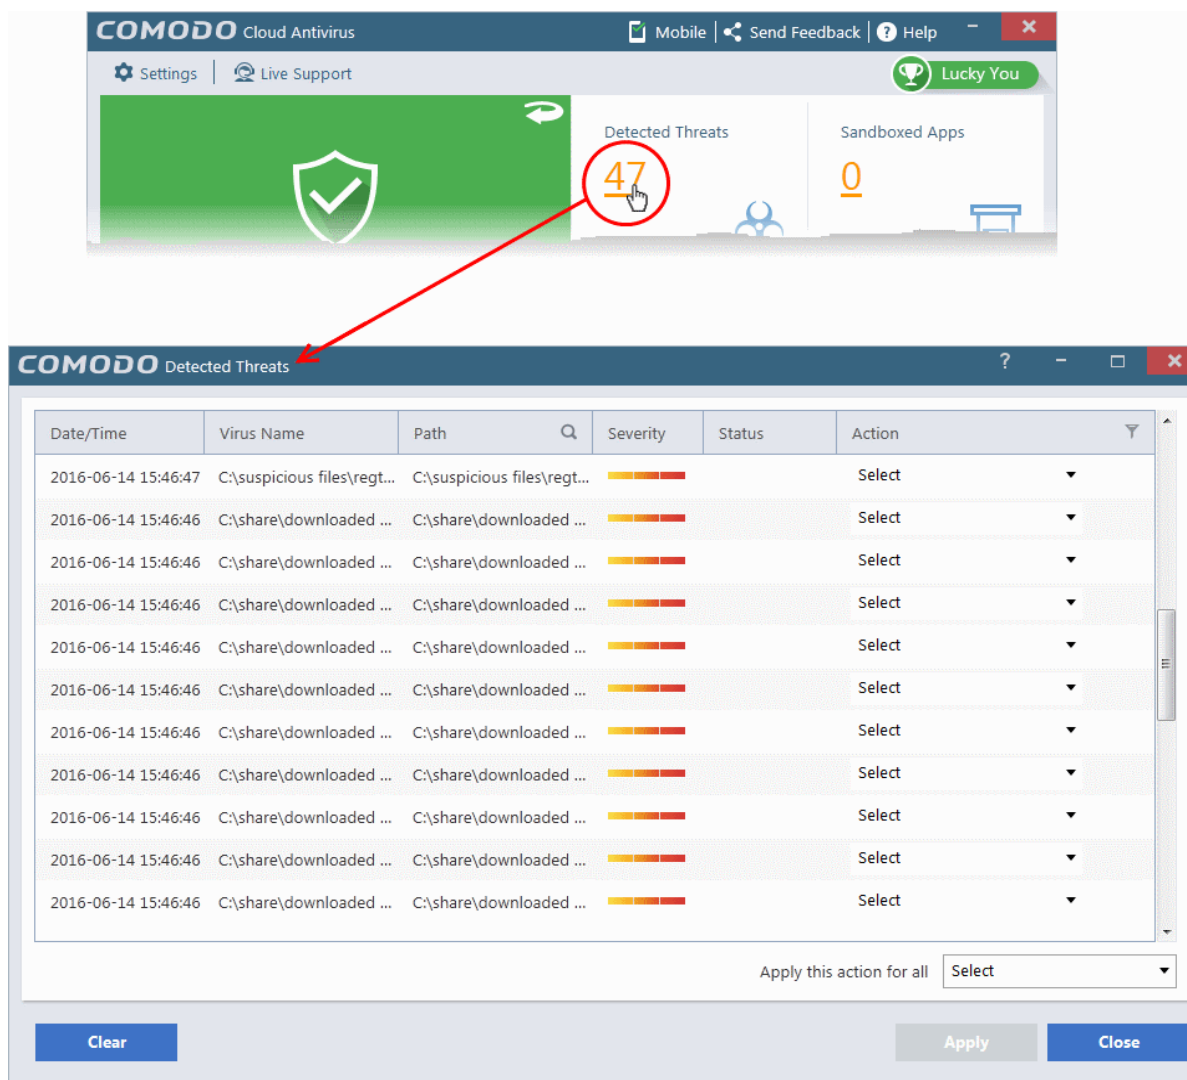 COMODO Cloud Antivirus Mobile Send Feedback ? Help
Settings Live Support Lucky You
Detected Threats Sandboxed Apps
47 0
COMODO Detected Threats ?
Date/Time Virus Name Path Severity Status Action
2016-06-14 15:46:47 C:\suspicious files\regt... C:\suspicious files\regt... Select
2016-06-14 15:46:46 C:\share\downloaded ... C:\share\downloaded ... Select
2016-06-14 15:46:46 C:\share\downloaded ... C:\share\downloaded ... Select
2016-06-14 15:46:46 C:\share\downloaded ... C:\share\downloaded ... Select
2016-06-14 15:46:46 C:\share\downloaded ... C:\share\downloaded ... Select
2016-06-14 15:46:46 C:\share\downloaded ... C:\share\downloaded ... Select
2016-06-14 15:46:46 C:\share\downloaded ... C:\share\downloaded ... Select
2016-06-14 15:46:46 C:\share\downloaded ... C:\share\downloaded ... Select
2016-06-14 15:46:46 C:\share\downloaded ... C:\share\downloaded ... Select
2016-06-14 15:46:46 C:\share\downloaded ... C:\share\downloaded ... Select
2016-06-14 15:46:46 C:\share\downloaded ... C:\share\downloaded ... Select
Apply this action for all Select
Clear Apply Close